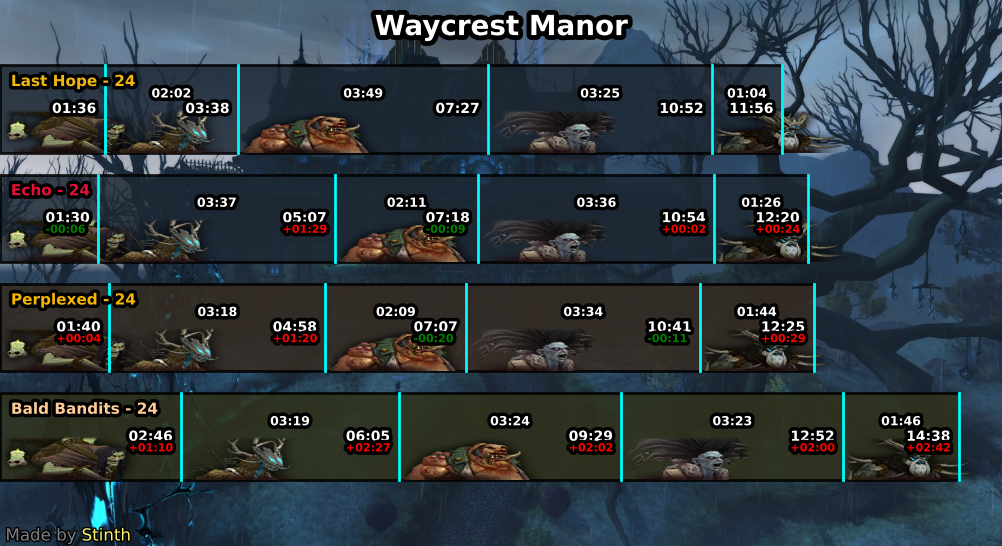 Waycrest Manor
Last Hope - 24
02:02 03:49 03:25 01:04
01:36 03:38 07:27 10:52 11:56
Echo - 24
03:37 02:11 03:36 01:26
01:30 05:07 07:18 10:54 12:20
-00:06 +01:29 -00:09 +00:02 +00:24
Perplexed - 24
03:18 02:09 03:34 01:44
01:40 04:58 07:07 10:41 12:25
+00:04 +01:20 -00:20 -00:11 +00:29
Bald Bandits - 24
03:19 03:24 03:23 01:46
02:46 06:05 09:29 12:52 14:38
+01:10 +02:27 +02:02 +02:00 +02:42
Made by Stinth